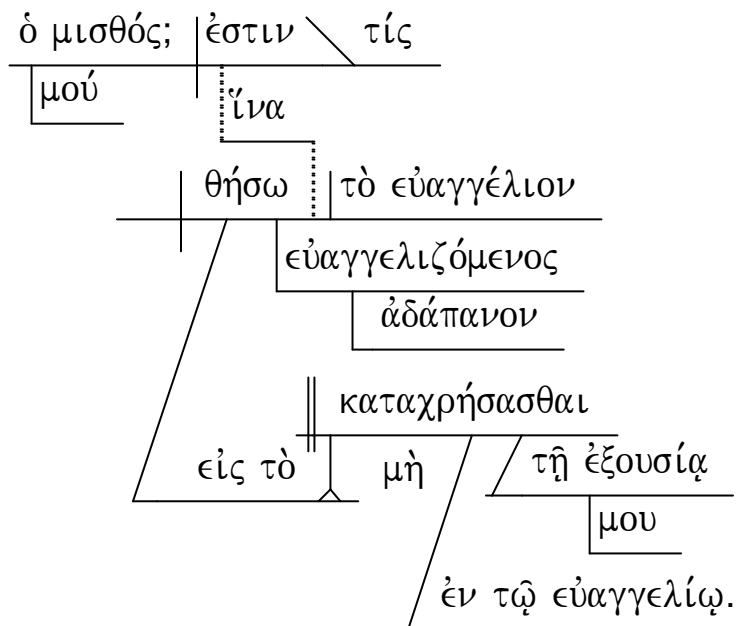 ὁ μισθός; ἐστιν τίς
μού
ἵνα
θήσω τὸ εὐαγγέλιον
εὐαγγελιζόμενος
ἀδάπανον
καταχρήσασθαι
εἰς τὸ μὴ τῇ ἐξουσίᾳ
μου
ἐν τῷ εὐαγγελίῳ.